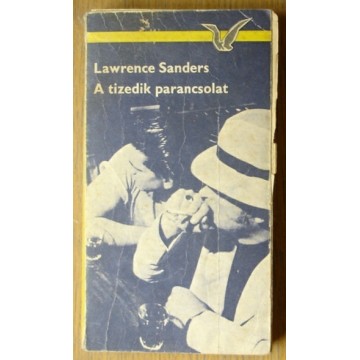 Lawrence Sanders
A tizedik parancsolat